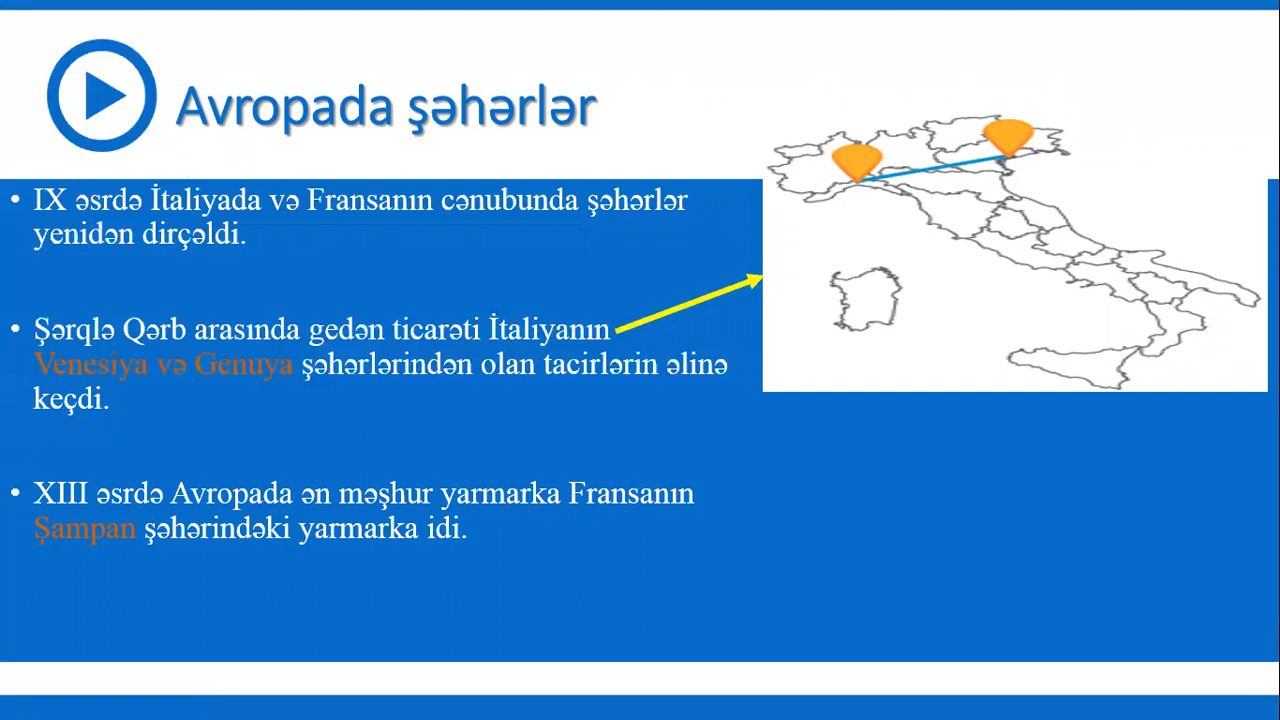 Avropada şəhərlər
• IX əsrdə İtaliyada və Fransanın cənubunda şəhərlər
yenidən dirçəldi.
• Şərqlə Qərb arasında gedən ticarəti İtaliyanın
Venesiya və Genuya şəhərlərindən olan tacirlərin əlinə
keçdi.
• XIII əsrdə Avropada ən məşhur yarmarka Fransanın
Şampan şəhərindəki yarmarka idi.